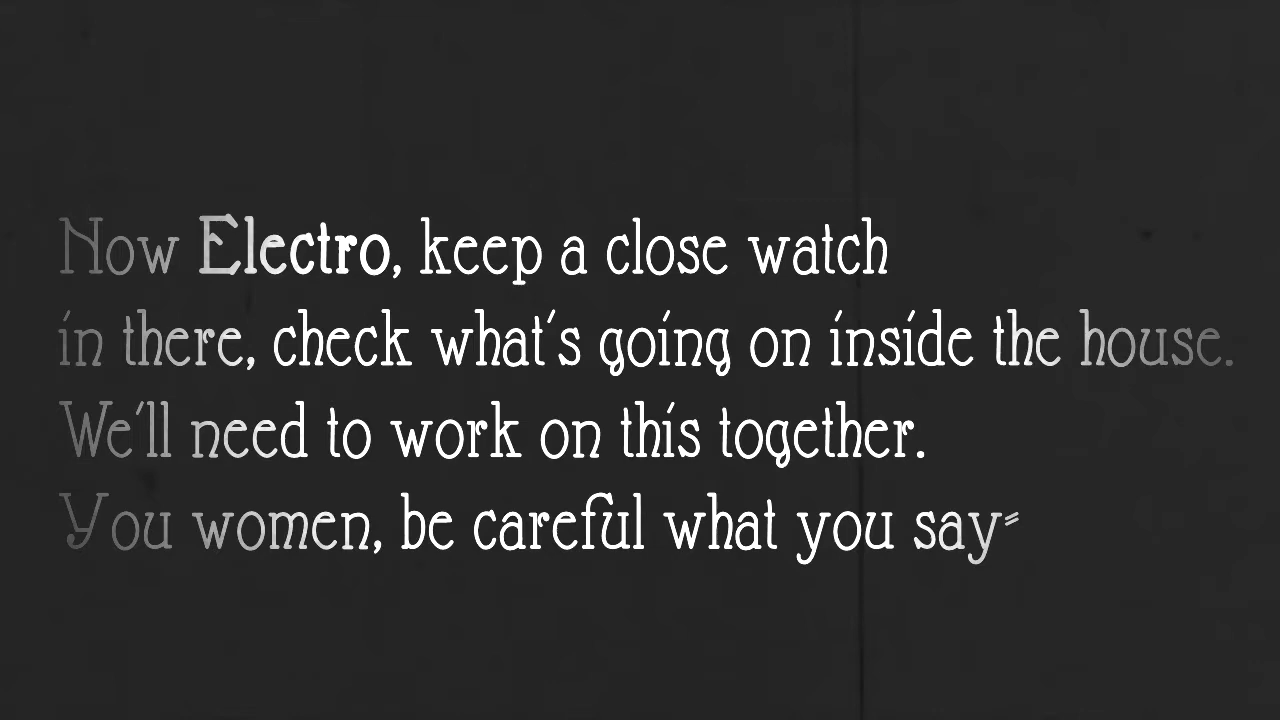 Now Electro, keep a close watch
in there, check what's going on inside the house.
We'll need to work on this together.
You women, be careful what you say-